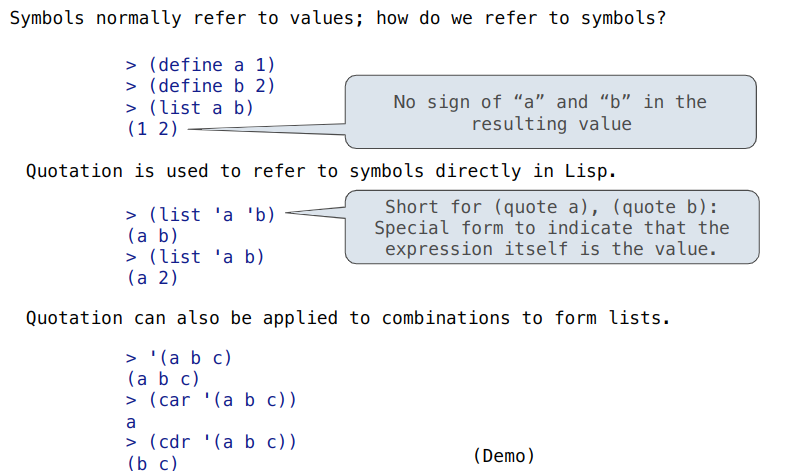 Symbols normally refer to values; how do we refer to symbols?
> (define a 1)
> (define b 2)
> (list a b)
(1 2)
No sign of “a” and “b” in the
resulting value
Quotation is used to refer to symbols directly in Lisp.
> (list 'a 'b)
(a b)
> (list 'a b)
(a 2)
Short for (quote a), (quote b):
Special form to indicate that the
expression itself is the value.
Quotation can also be applied to combinations to form lists.
> '(a b c)
(a b c)
> (car '(a b c))
a
> (cdr '(a b c))
(b c)
(Demo)